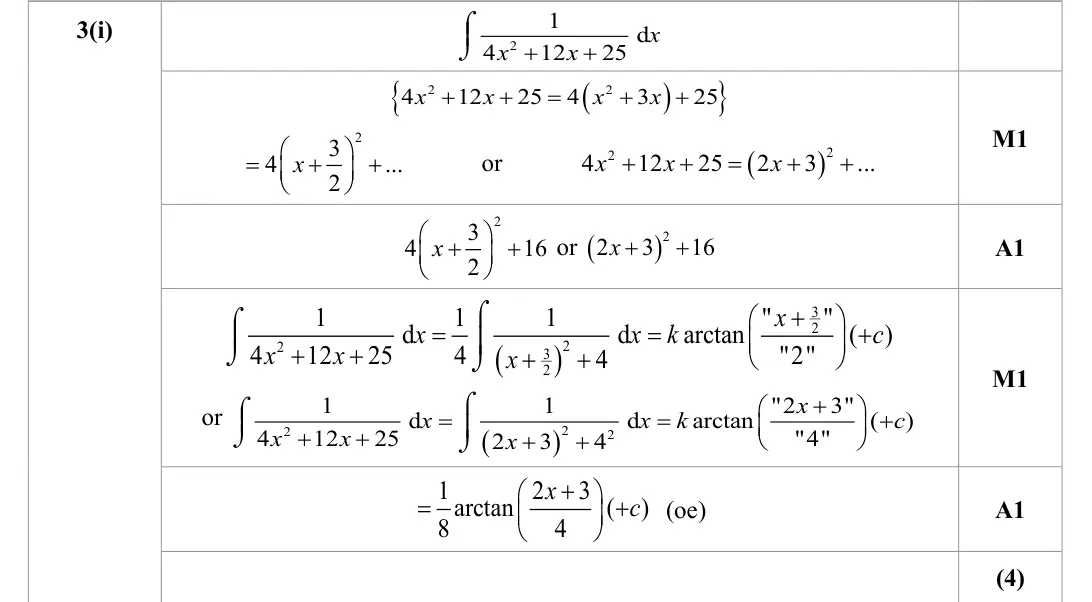 3(i)
∫ 1/(4x² + 12x + 25) dx
{4x² + 12x + 25 = 4(x² + 3x) + 25}
= 4(x + 3/2)² + ... or 4x² + 12x + 25 = (2x + 3)² + ...
M1
4(x + 3/2)² + 16 or (2x + 3)² + 16
A1
∫ 1/(4x² + 12x + 25) dx = 1/4 ∫ 1/((x + 3/2)² + 4) dx = k arctan("x + 3/2"/"2")(+c)
or ∫ 1/(4x² + 12x + 25) dx = ∫ 1/((2x + 3)² + 4²) dx = k arctan("2x + 3"/"4")(+c)
M1
= 1/8 arctan((2x + 3)/4)(+c) (oe)
A1
(4)